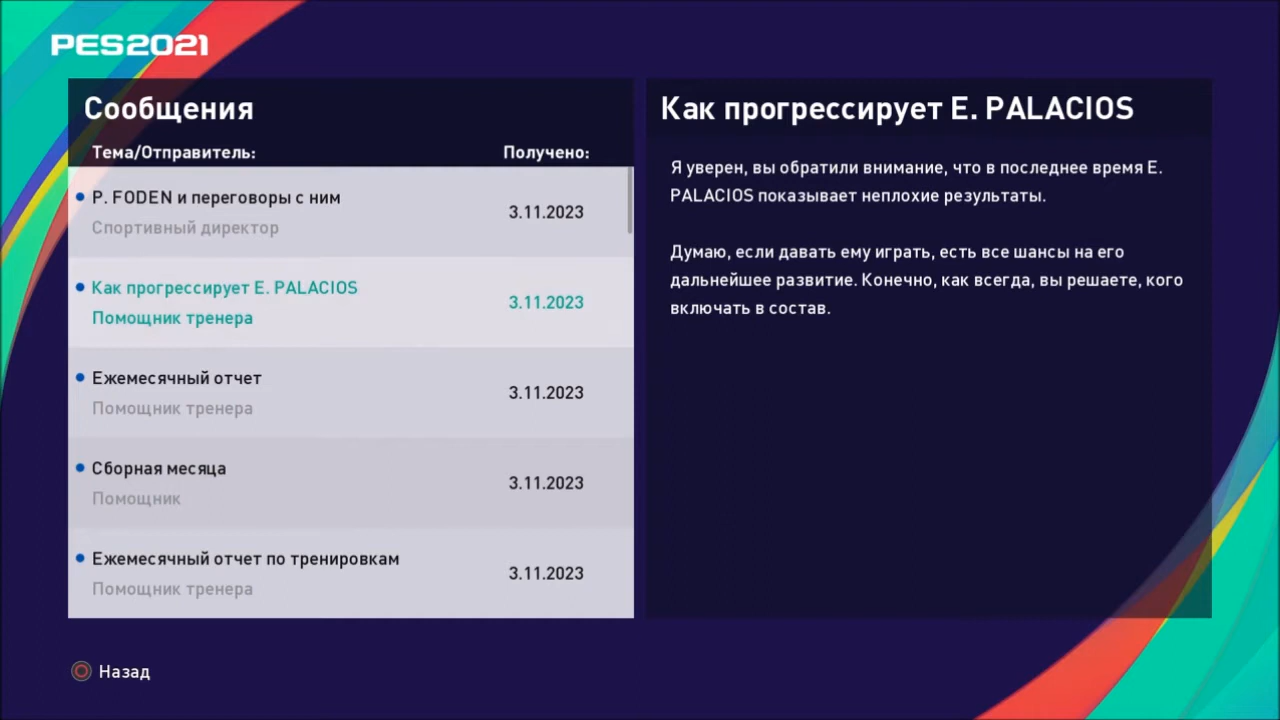 PES2021
Сообщения
Тема/Отправитель: Получено:
P. FODEN и переговоры с ним
Спортивный директор
3.11.2023
Как прогрессирует E. PALACIOS
Помощник тренера
3.11.2023
Ежемесячный отчет
Помощник тренера
3.11.2023
Сборная месяца
Помощник
3.11.2023
Ежемесячный отчет по тренировкам
Помощник тренера
3.11.2023
Как прогрессирует E. PALACIOS
Я уверен, вы обратили внимание, что в последнее время E.
PALACIOS показывает неплохие результаты.
Думаю, если давать ему играть, есть все шансы на его
дальнейшее развитие. Конечно, как всегда, вы решаете, кого
включать в состав.
Назад